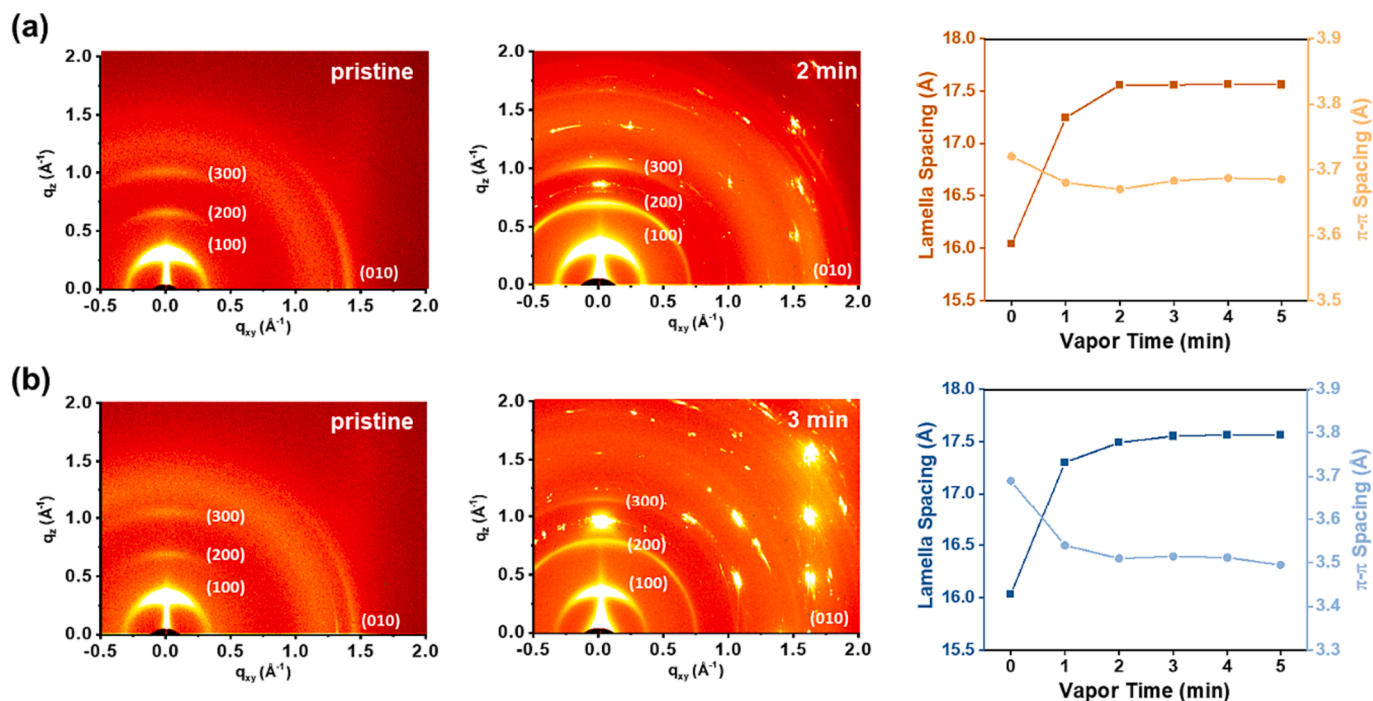 (a)
pristine
(300)
(200)
(100)
(010)
2.0
1.5
1.0
0.5
0.0
q_z (Å⁻¹)
-0.5 0.0 0.5 1.0 1.5 2.0
q_xy (Å⁻¹)
2 min
(300)
(200)
(100)
(010)
2.0
1.5
1.0
0.5
0.0
q_z (Å⁻¹)
-0.5 0.0 0.5 1.0 1.5 2.0
q_xy (Å⁻¹)
18.0
17.5
17.0
16.5
16.0
15.5
Lamella Spacing (Å)
3.9
3.8
3.7
3.6
3.5
π-π Spacing (Å)
0 1 2 3 4 5
Vapor Time (min)
(b)
pristine
(300)
(200)
(100)
(010)
2.0
1.5
1.0
0.5
0.0
q_z (Å⁻¹)
-0.5 0.0 0.5 1.0 1.5 2.0
q_xy (Å⁻¹)
3 min
(300)
(200)
(100)
(010)
2.0
1.5
1.0
0.5
0.0
q_z (Å⁻¹)
-0.5 0.0 0.5 1.0 1.5 2.0
q_xy (Å⁻¹)
18.0
17.5
17.0
16.5
16.0
15.5
Lamella Spacing (Å)
3.9
3.8
3.7
3.6
3.5
3.4
3.3
π-π Spacing (Å)
0 1 2 3 4 5
Vapor Time (min)